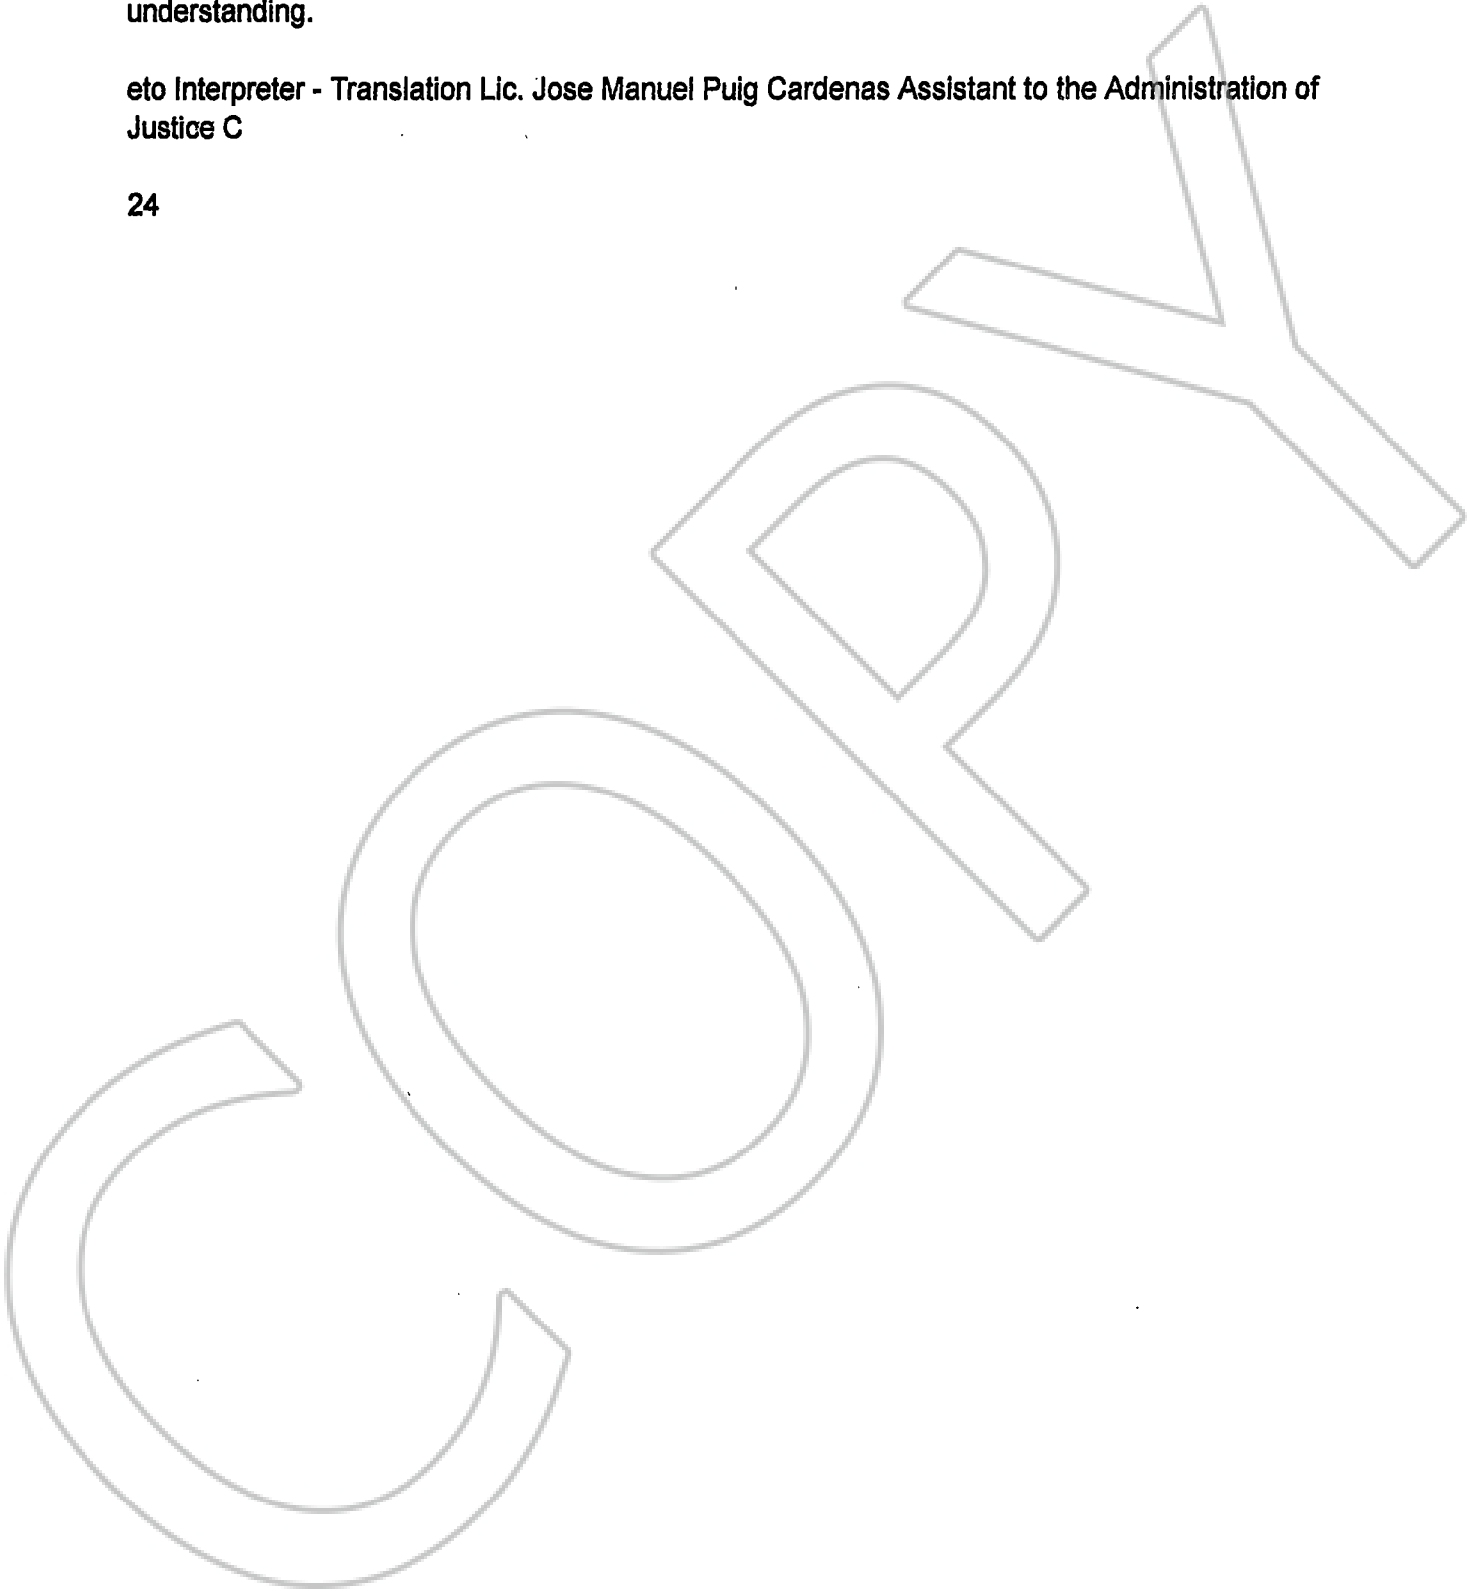 understanding.
eto Interpreter - Translation Lic. Jose Manuel Puig Cardenas Assistant to the Administration of
Justice C
24
COPY